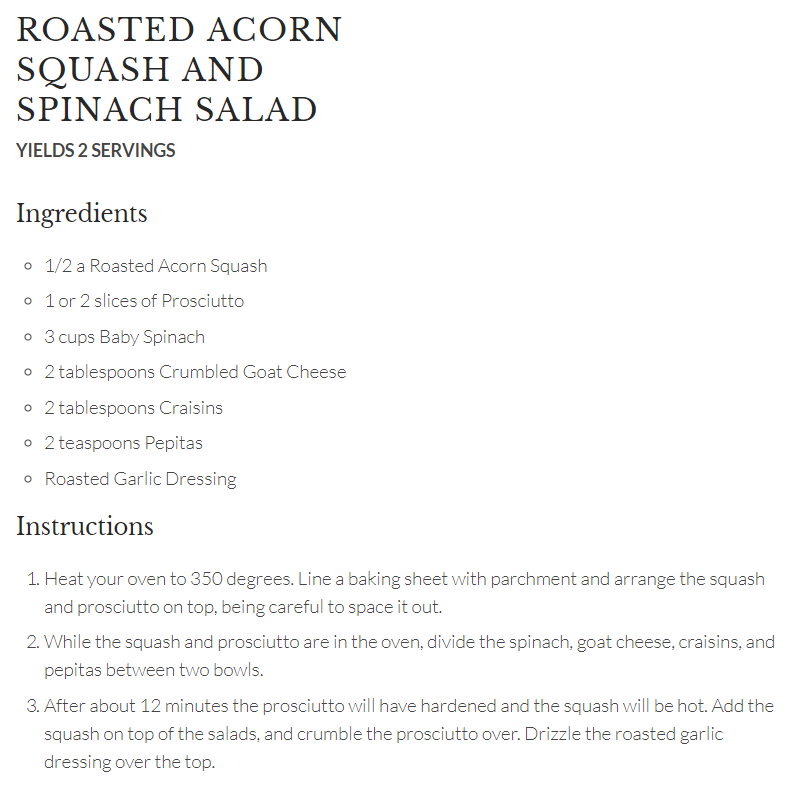 ROASTED ACORN
SQUASH AND
SPINACH SALAD
YIELDS 2 SERVINGS
Ingredients
1/2 a Roasted Acorn Squash
1 or 2 slices of Prosciutto
3 cups Baby Spinach
2 tablespoons Crumbled Goat Cheese
2 tablespoons Craisins
2 teaspoons Pepitas
Roasted Garlic Dressing
Instructions
1. Heat your oven to 350 degrees. Line a baking sheet with parchment and arrange the squash
and prosciutto on top, being careful to space it out.
2. While the squash and prosciutto are in the oven, divide the spinach, goat cheese, craisins, and
pepitas between two bowls.
3. After about 12 minutes the prosciutto will have hardened and the squash will be hot. Add the
squash on top of the salads, and crumble the prosciutto over. Drizzle the roasted garlic
dressing over the top.